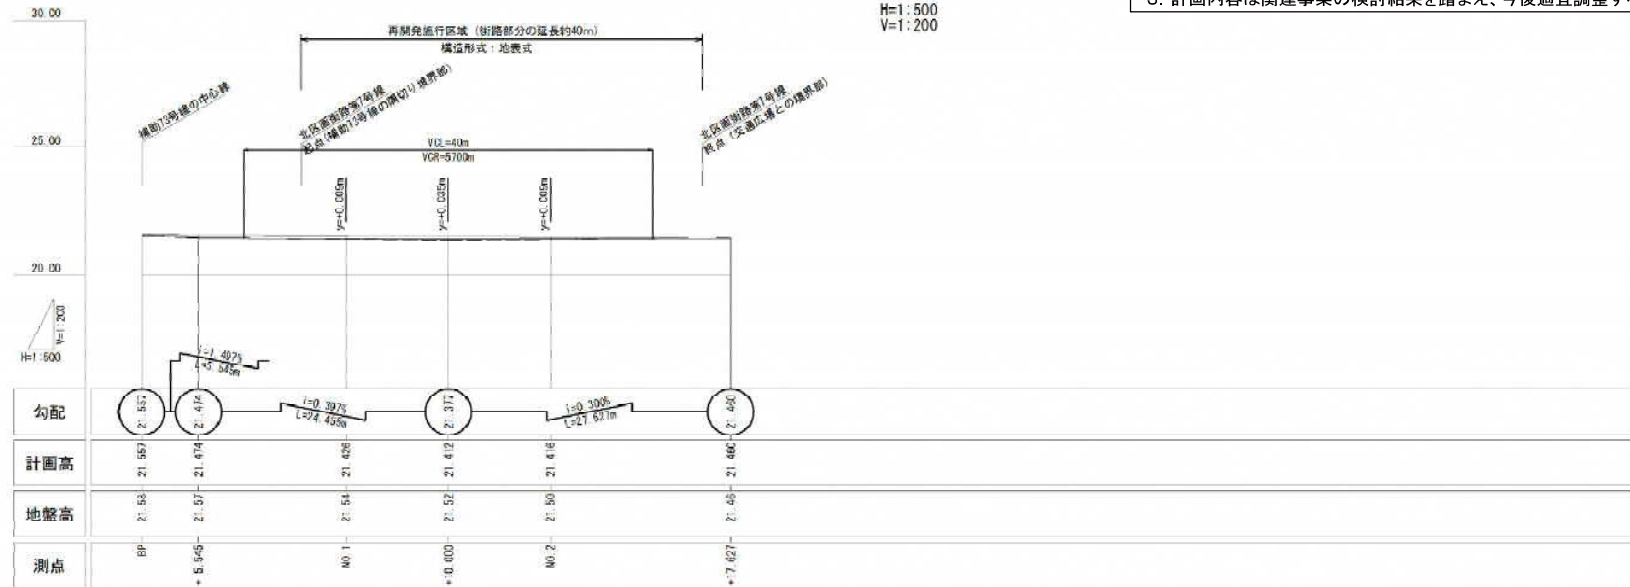 H=1:500
V=1:200
3. 計画内容は関連事業の検討結果を踏まえ、今後適宜調整す
30.00
25.00
20.00
再開発施行区域（街路部分の延長約40m）
構造形式：地表式
補助73号線の中心線
北区画街路第7号線
起点（補助73号線の隅切り境界部）
北区画街路第7号線
終点（交通広場との境界部）
VCL=40m
VCR=5700m
y=+0.009m
y=+0.035m
y=+0.009m
V=1:200
H=1:500
i=1.497%
L=5.545m
勾配
21.557
21.474
i=0.397%
L=24.455m
21.377
i=0.300%
L=27.627m
21.460
計画高
21.557
21.474
21.426
21.412
21.416
21.460
地盤高
21.58
21.57
21.54
21.52
21.50
21.46
測点
BP
+ 5.545
NO.1
+10.000
NO.2
+17.627